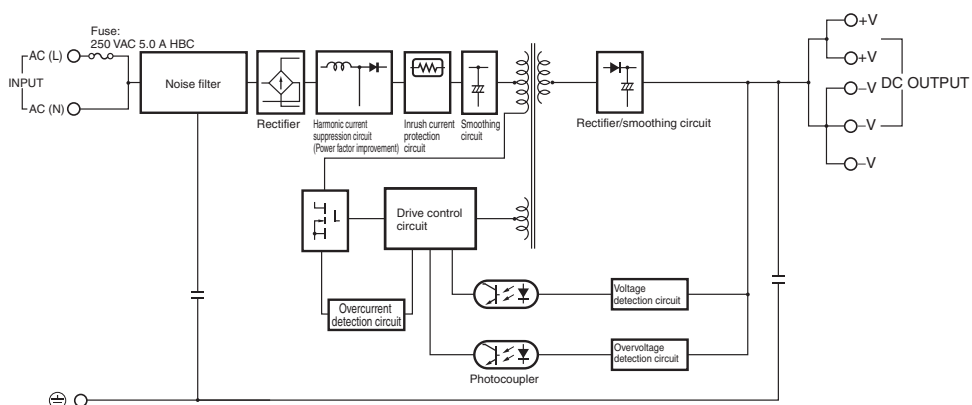 Fuse:
250 VAC 5.0 A HBC
AC (L)
INPUT
AC (N)
Noise filter
Rectifier
Harmonic current
suppression circuit
(Power factor improvement)
Inrush current
protection
circuit
Smoothing
circuit
Rectifier/smoothing circuit
+V
+V
DC OUTPUT
–V
–V
–V
Drive control
circuit
Overcurrent
detection circuit
Voltage
detection circuit
Overvoltage
detection circuit
Photocoupler